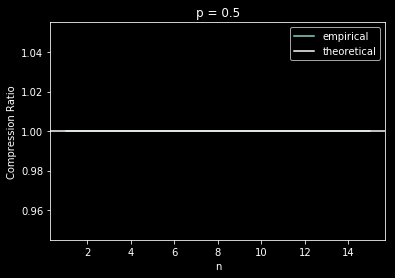 p = 0.5
empirical
theoretical
Compression Ratio
1.04
1.02
1.00
0.98
0.96
2
4
6
8
10
12
14
n